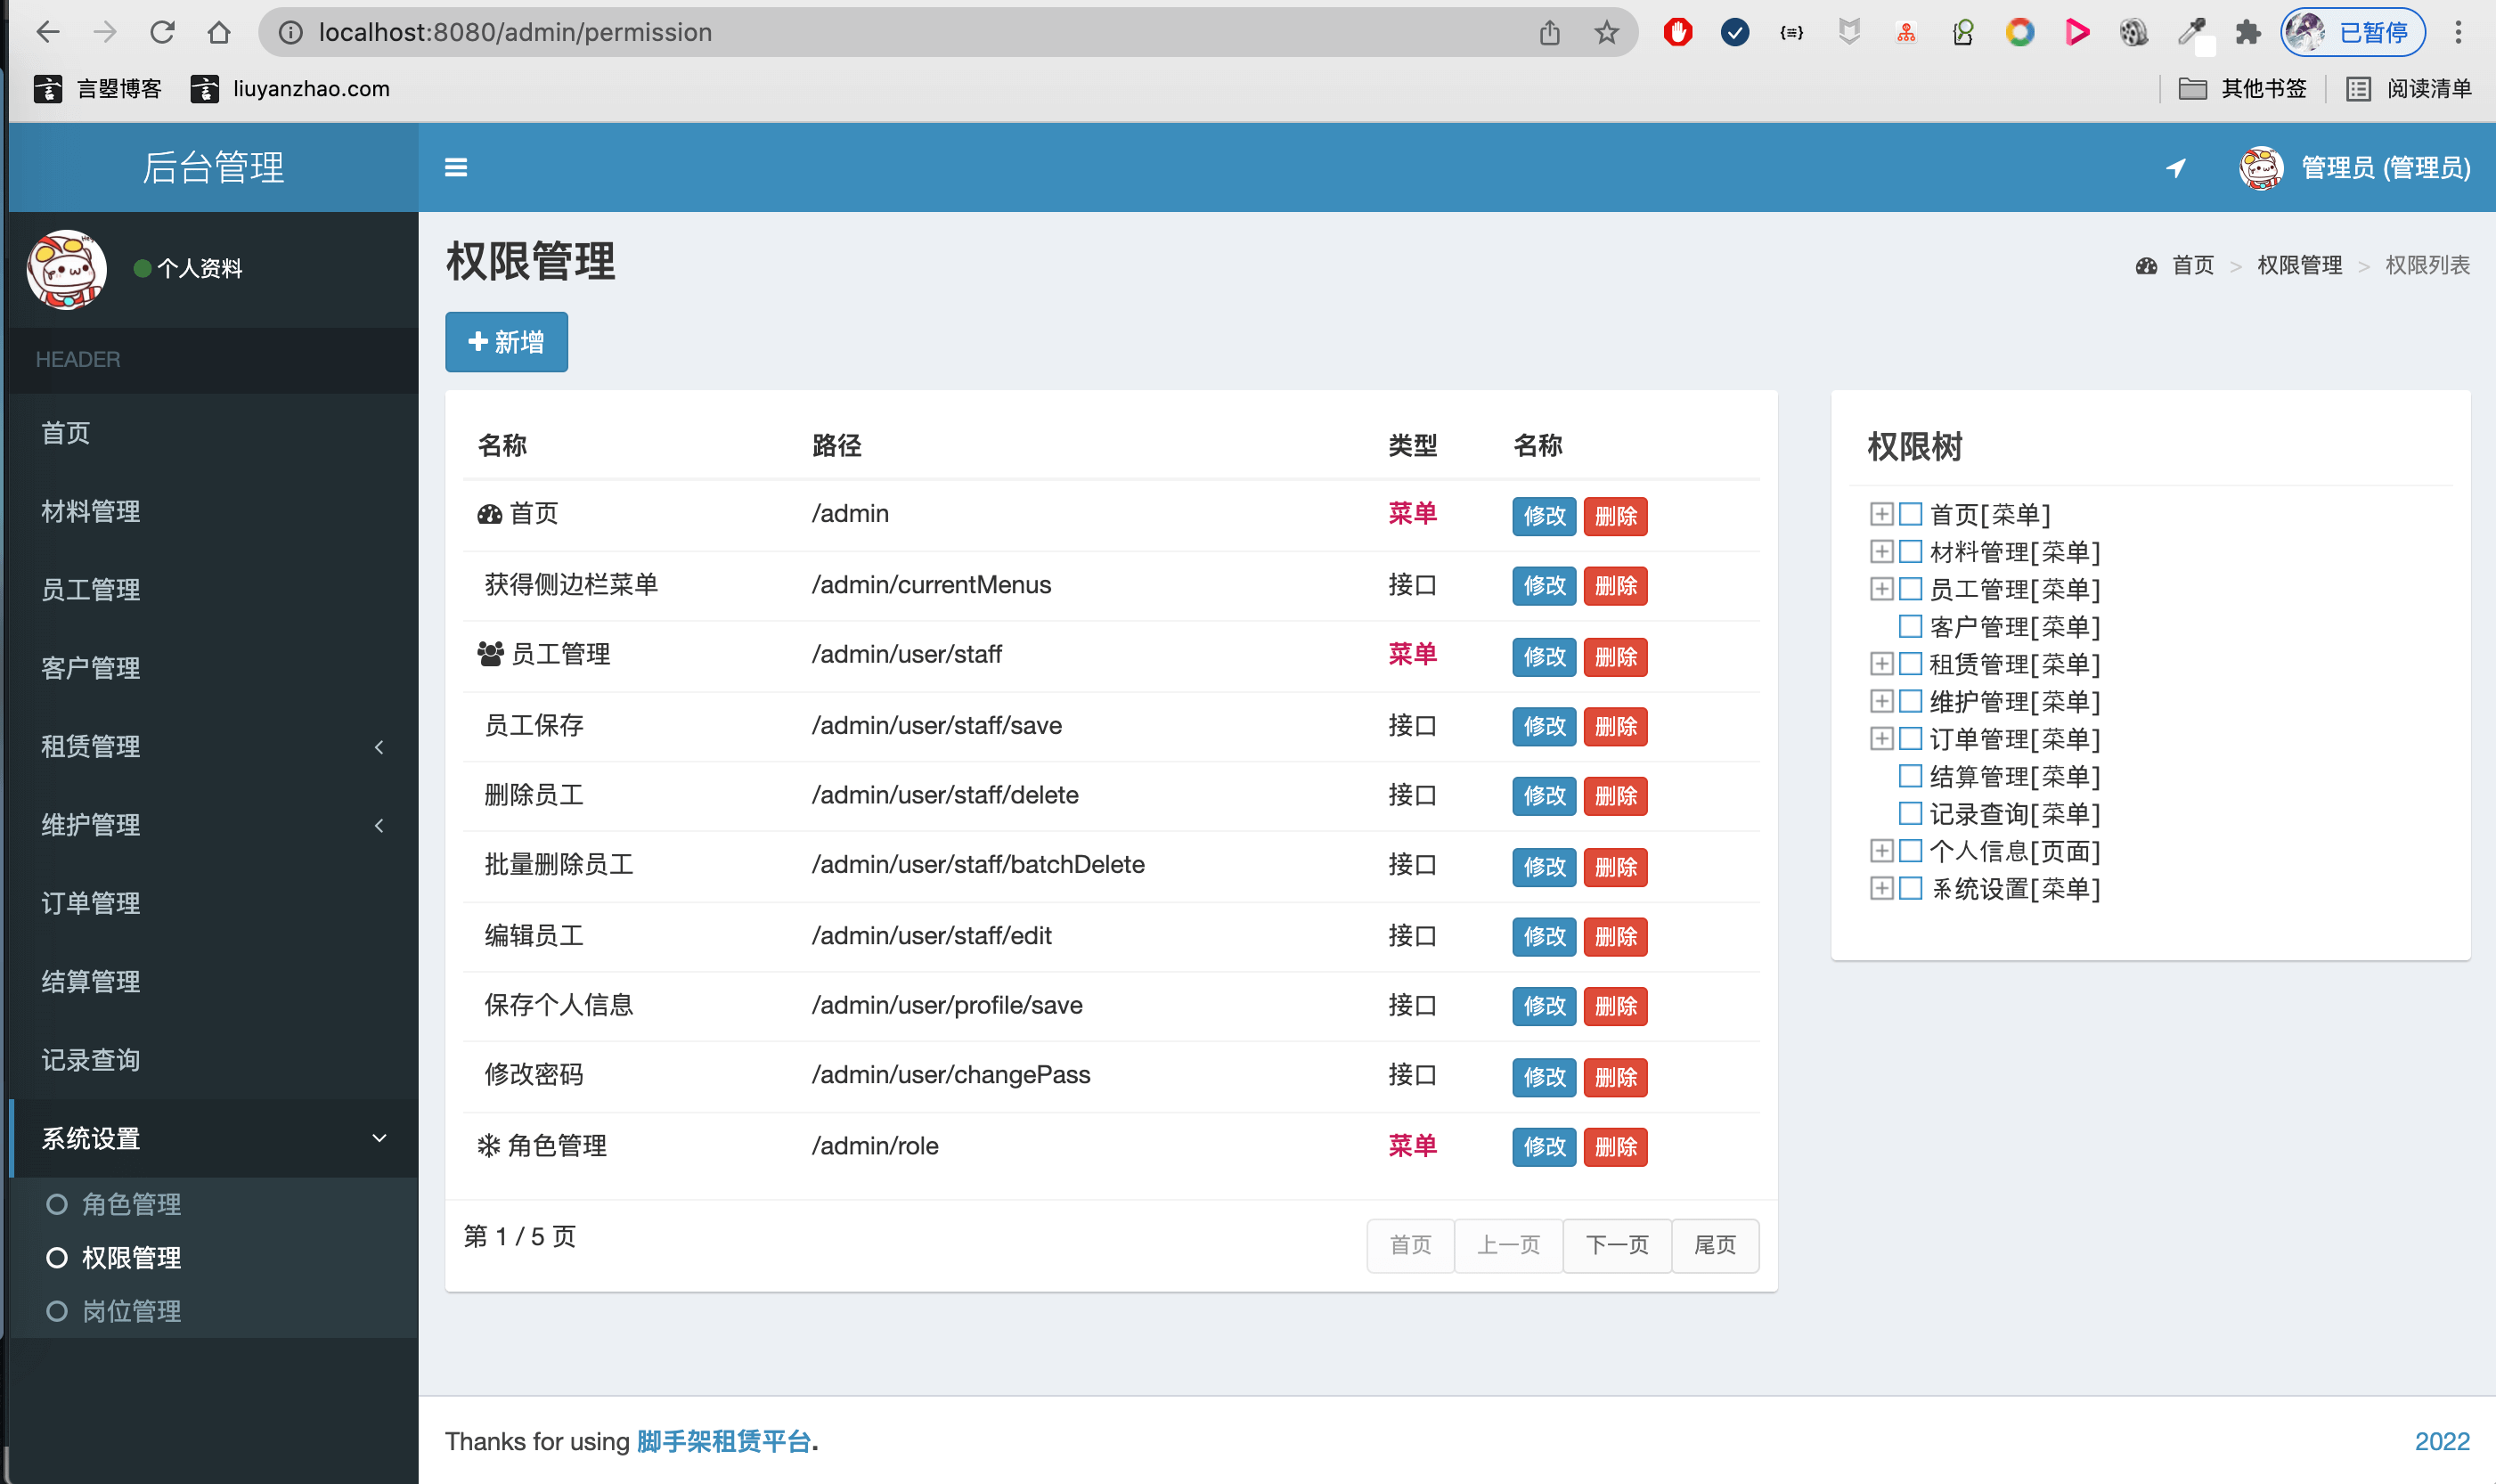 localhost:8080/admin/permission
已暂停
言曌博客
liuyanzhao.com
其他书签
阅读清单
后台管理
管理员 (管理员)
个人资料
HEADER
首页
材料管理
员工管理
客户管理
租赁管理
维护管理
订单管理
结算管理
记录查询
系统设置
角色管理
权限管理
岗位管理
权限管理
首页 > 权限管理 > 权限列表
新增
名称 路径 类型 名称
首页 /admin 菜单 修改 删除
获得侧边栏菜单 /admin/currentMenus 接口 修改 删除
员工管理 /admin/user/staff 菜单 修改 删除
员工保存 /admin/user/staff/save 接口 修改 删除
删除员工 /admin/user/staff/delete 接口 修改 删除
批量删除员工 /admin/user/staff/batchDelete 接口 修改 删除
编辑员工 /admin/user/staff/edit 接口 修改 删除
保存个人信息 /admin/user/profile/save 接口 修改 删除
修改密码 /admin/user/changePass 接口 修改 删除
角色管理 /admin/role 菜单 修改 删除
第 1 / 5 页
首页 上一页 下一页 尾页
权限树
首页[菜单]
材料管理[菜单]
员工管理[菜单]
客户管理[菜单]
租赁管理[菜单]
维护管理[菜单]
订单管理[菜单]
结算管理[菜单]
记录查询[菜单]
个人信息[页面]
系统设置[菜单]
Thanks for using 脚手架租赁平台.
2022